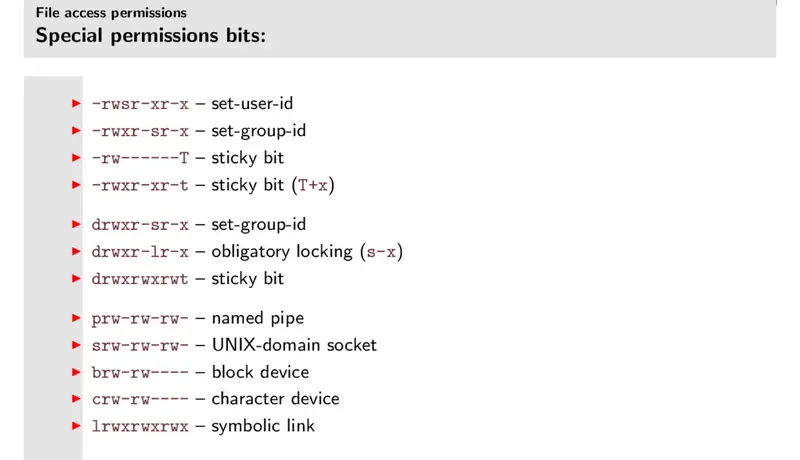 File access permissions
Special permissions bits:
-rwsr-xr-x – set-user-id
-rwxr-sr-x – set-group-id
-rw------T – sticky bit
-rwxr-xr-t – sticky bit (T+x)
drwxr-sr-x – set-group-id
drwxr-lr-x – obligatory locking (s-x)
drwxrwxrwt – sticky bit
prw-rw-rw- – named pipe
srw-rw-rw- – UNIX-domain socket
brw-rw---- – block device
crw-rw---- – character device
lrwxrwxrwx – symbolic link